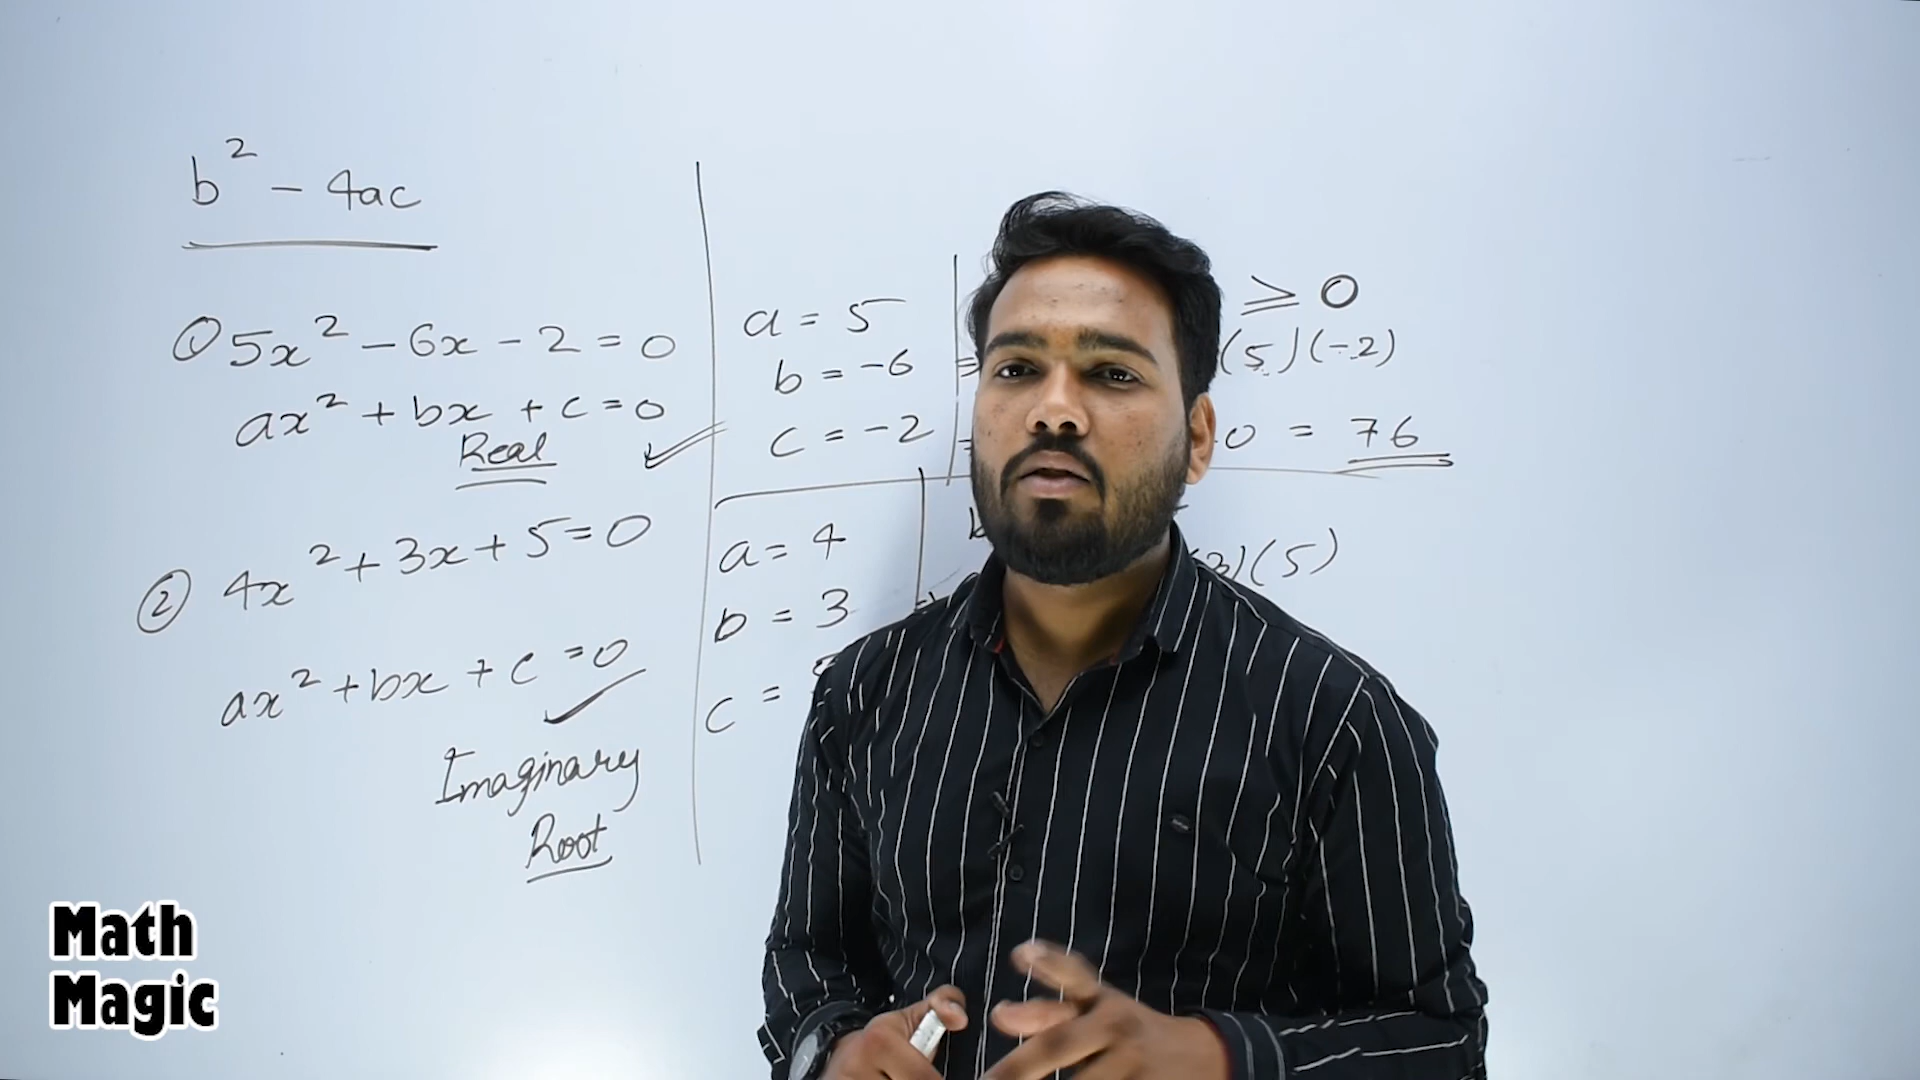 b² - 4ac
① 5x² - 6x - 2 = 0
ax² + bx + c = 0
Real
② 4x² + 3x + 5 = 0
ax² + bx + c = 0
Imaginary
Root
a = 5
b = -6
c = -2
≥ 0
(5)(-2)
0 = 76
a = 4
b = 3
c =
(5)
Math
Magic